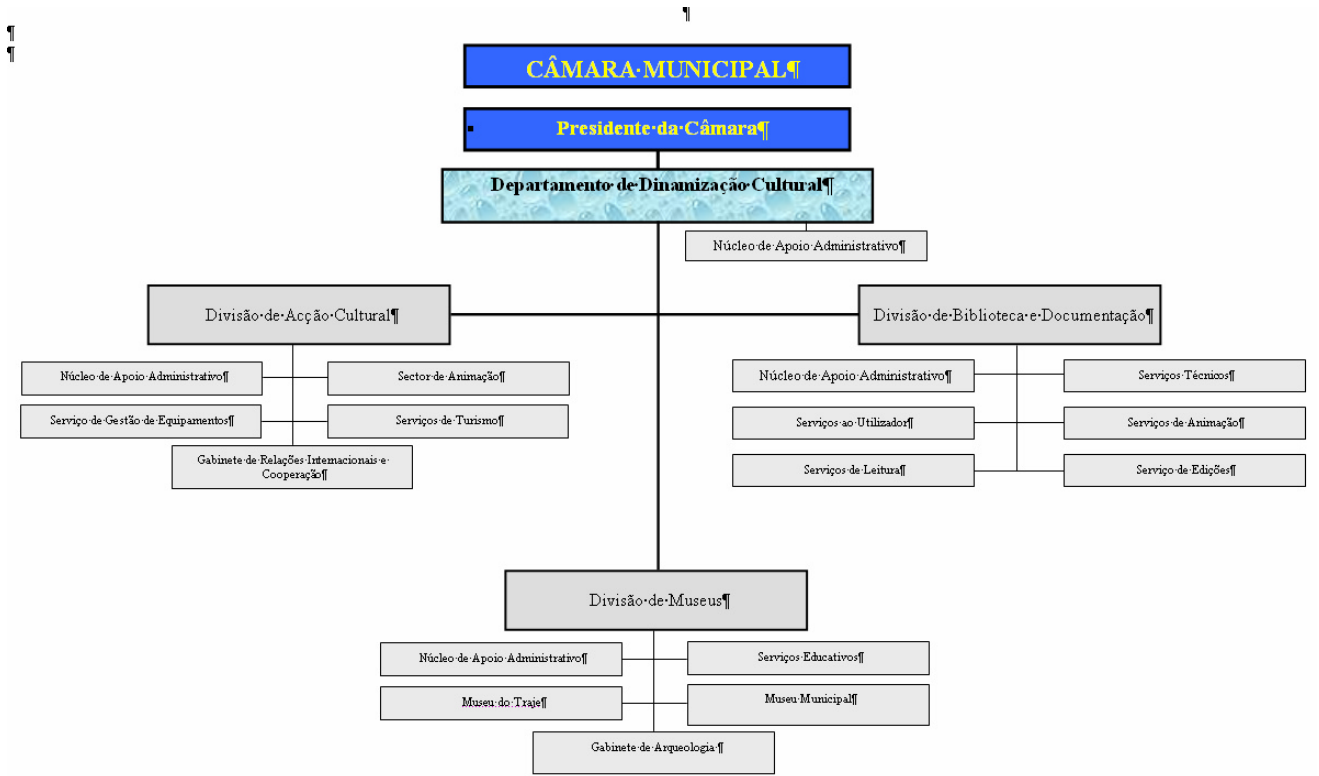 ¶
¶
¶
CÂMARA·MUNICIPAL¶
Presidente·da·Câmara¶
Departamento·de·Dinamização·Cultural¶
Núcleo·de·Apoio·Administrativo¶
Divisão·de·Acção·Cultural¶
Núcleo·de·Apoio·Administrativo¶
Sector·de·Animação¶
Serviço·de·Gestão·de·Equipamentos¶
Serviços·de·Turismo¶
Gabinete·de·Relações·Internacionais·e·
Cooperação¶
Divisão·de·Biblioteca·e·Documentação¶
Núcleo·de·Apoio·Administrativo¶
Serviços·Técnicos¶
Serviços·ao·Utilizador¶
Serviços·de·Animação¶
Serviços·de·Leitura¶
Serviço·de·Edições¶
Divisão·de·Museus¶
Núcleo·de·Apoio·Administrativo¶
Serviços·Educativos¶
Museu·do·Traje¶
Museu·Municipal¶
Gabinete·de·Arqueologia·¶